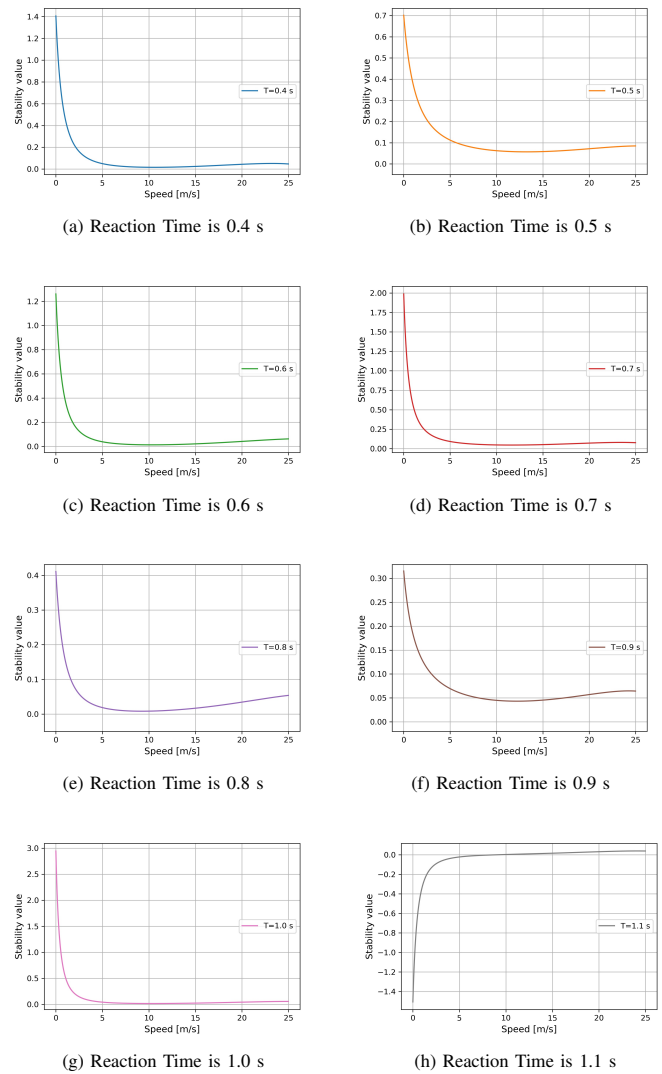 1.4
1.2
1.0
0.8
0.6
0.4
0.2
0.0
Stability value
T=0.4 s
0 5 10 15 20 25
Speed [m/s]
(a) Reaction Time is 0.4 s
0.7
0.6
0.5
0.4
0.3
0.2
0.1
0.0
Stability value
T=0.5 s
0 5 10 15 20 25
Speed [m/s]
(b) Reaction Time is 0.5 s
1.2
1.0
0.8
0.6
0.4
0.2
0.0
Stability value
T=0.6 s
0 5 10 15 20 25
Speed [m/s]
(c) Reaction Time is 0.6 s
2.00
1.75
1.50
1.25
1.00
0.75
0.50
0.25
0.00
Stability value
T=0.7 s
0 5 10 15 20 25
Speed [m/s]
(d) Reaction Time is 0.7 s
0.4
0.3
0.2
0.1
0.0
Stability value
T=0.8 s
0 5 10 15 20 25
Speed [m/s]
(e) Reaction Time is 0.8 s
0.30
0.25
0.20
0.15
0.10
0.05
0.00
Stability value
T=0.9 s
0 5 10 15 20 25
Speed [m/s]
(f) Reaction Time is 0.9 s
3.0
2.5
2.0
1.5
1.0
0.5
0.0
Stability value
T=1.0 s
0 5 10 15 20 25
Speed [m/s]
(g) Reaction Time is 1.0 s
0.0
−0.2
−0.4
−0.6
−0.8
−1.0
−1.2
−1.4
Stability value
T=1.1 s
0 5 10 15 20 25
Speed [m/s]
(h) Reaction Time is 1.1 s